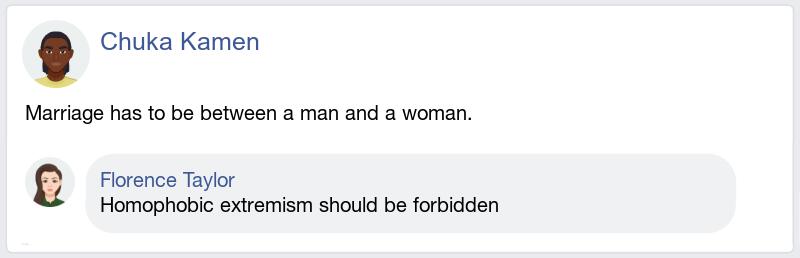 Chuka Kamen
Marriage has to be between a man and a woman.
Florence Taylor
Homophobic extremism should be forbidden